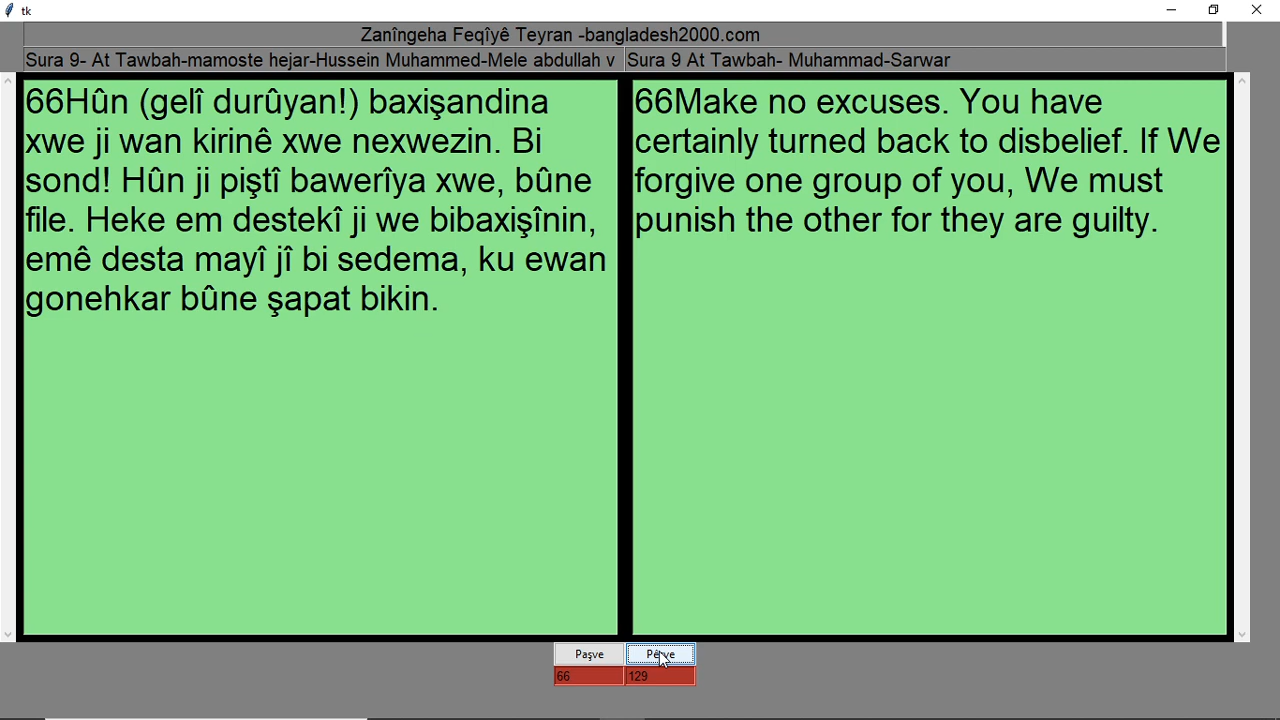 tk
Zanîngeha Feqîyê Teyran -bangladesh2000.com
Sura 9- At Tawbah-mamoste hejar-Hussein Muhammed-Mele abdullah v
Sura 9 At Tawbah- Muhammad-Sarwar
66Hûn (gelî durûyan!) baxişandina
xwe ji wan kirinê xwe nexwezin. Bi
sond! Hûn ji piştî bawerîya xwe, bûne
file. Heke em destekî ji we bibaxişînin,
emê desta mayî jî bi sedema, ku ewan
gonehkar bûne şapat bikin.
66Make no excuses. You have
certainly turned back to disbelief. If We
forgive one group of you, We must
punish the other for they are guilty.
Paşve
66
129